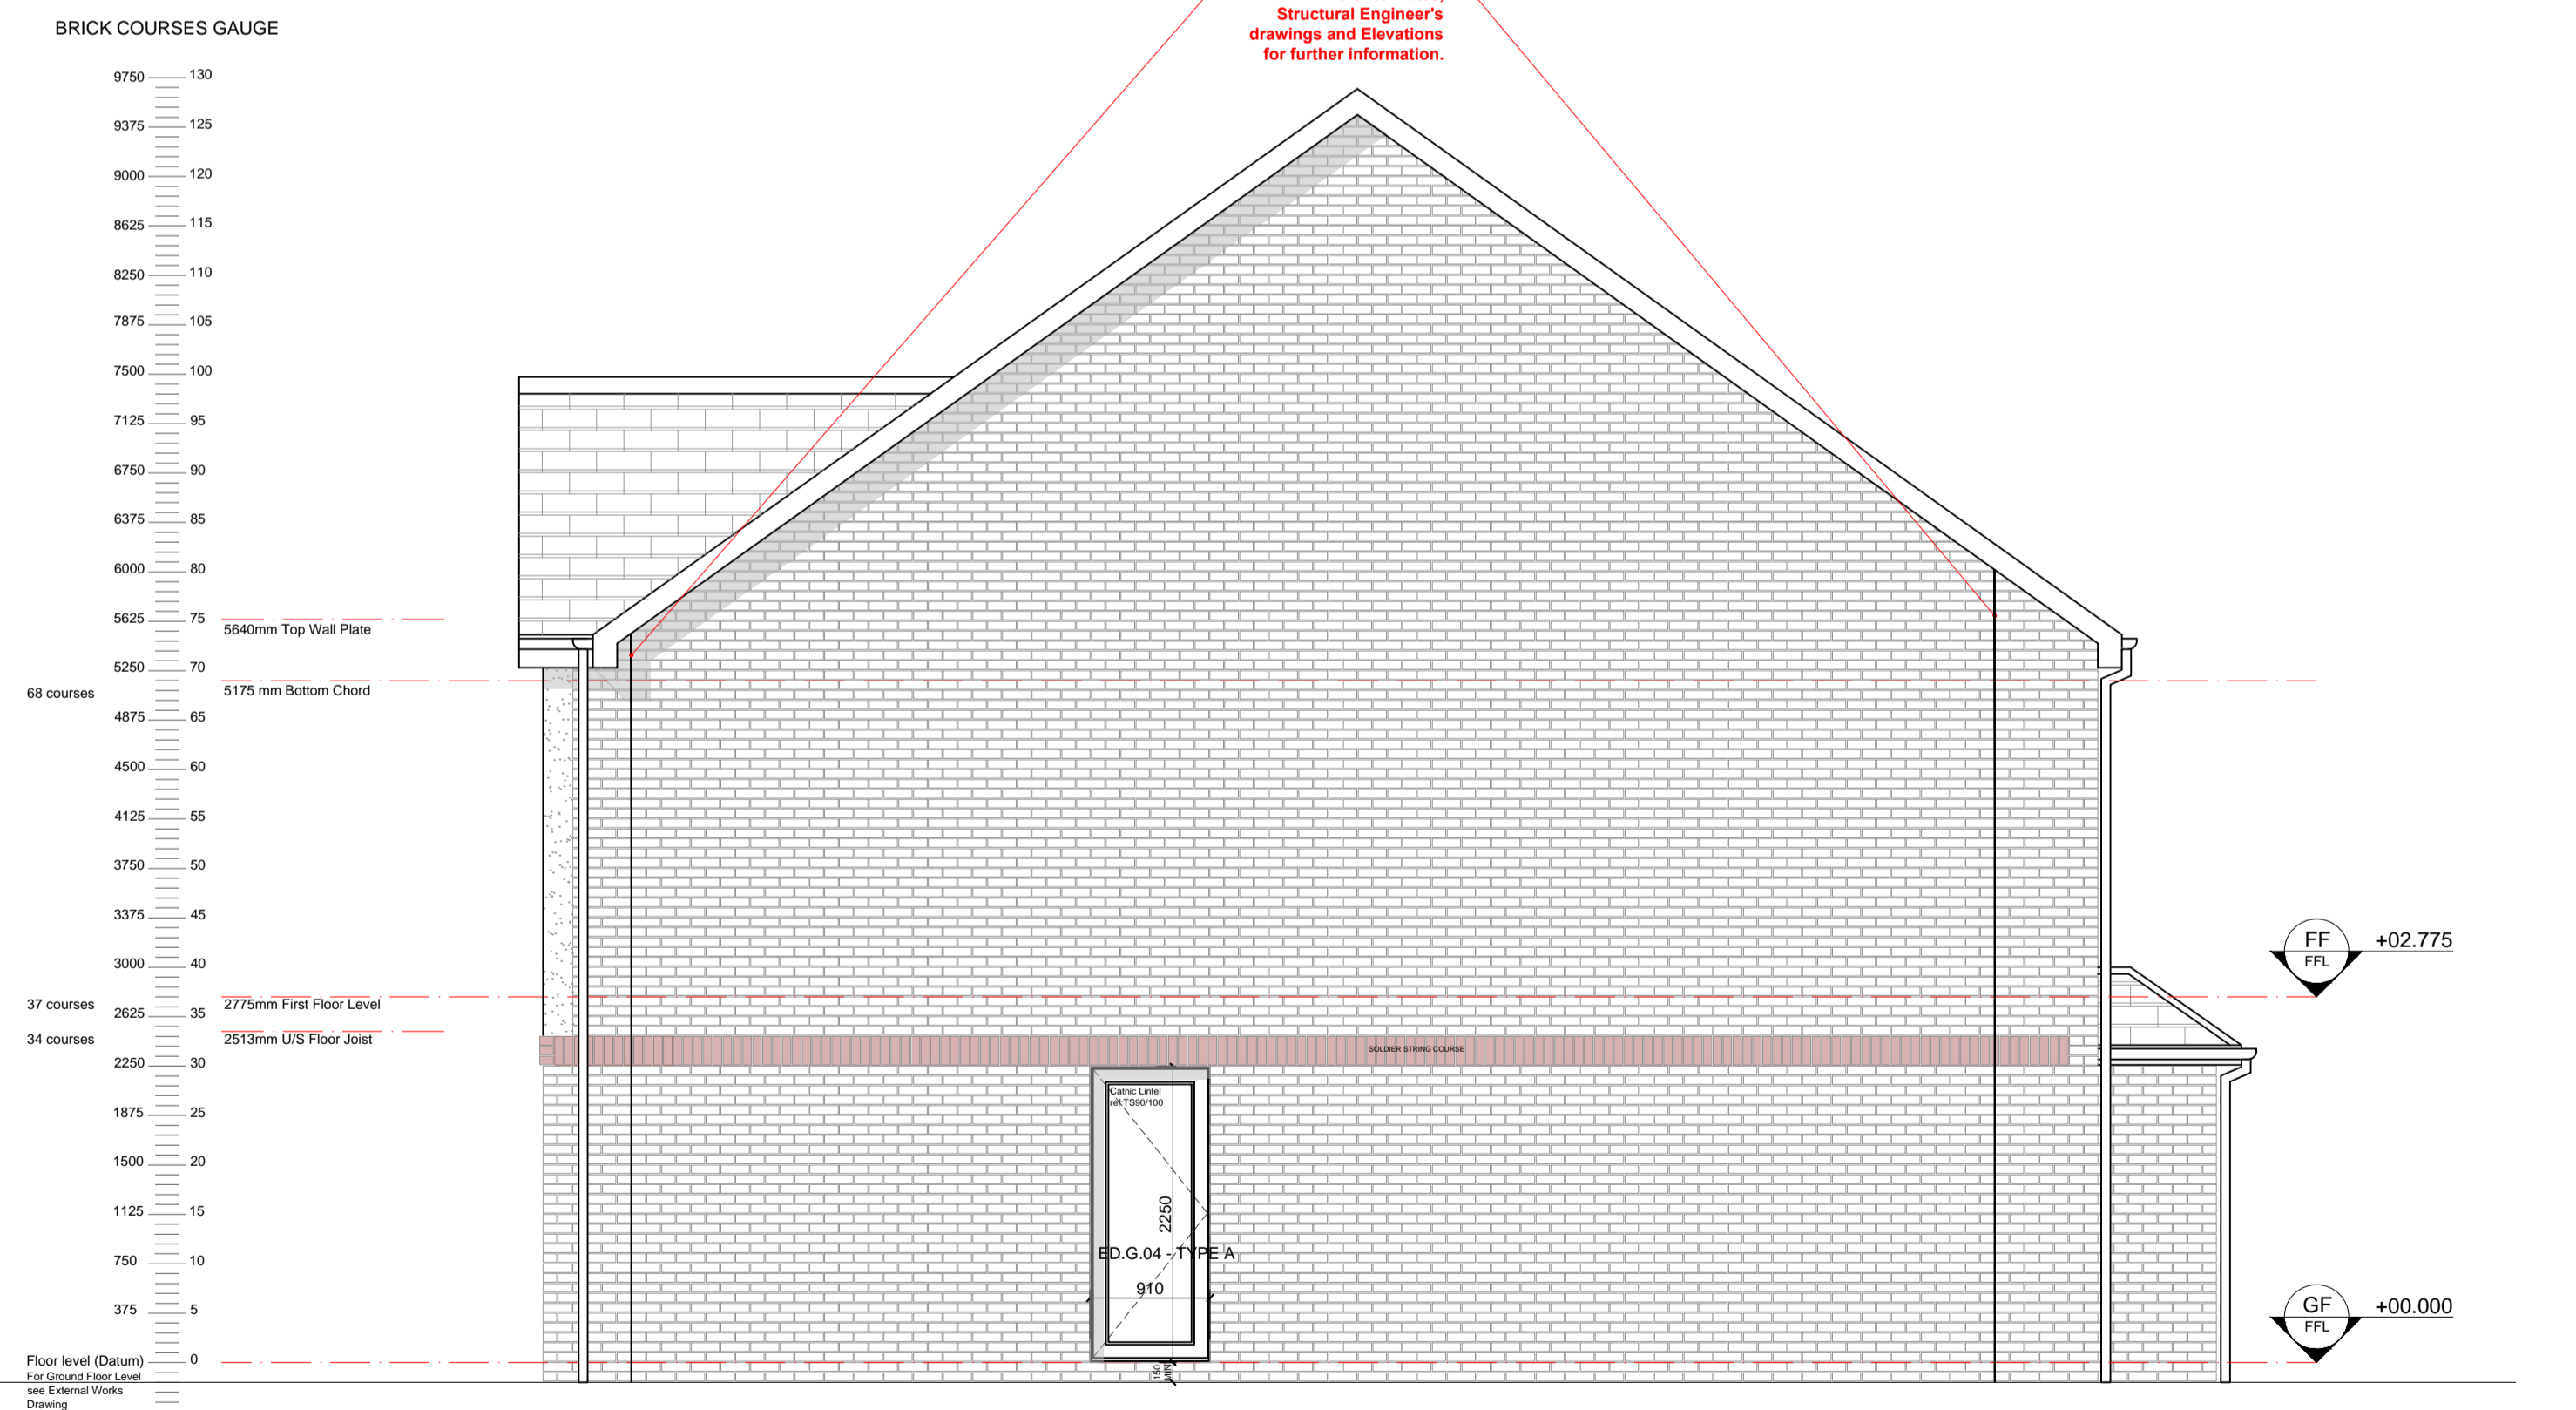 BRICK COURSES GAUGE
Structural Engineer's
drawings and Elevations
for further information.
9750 130
9375 125
9000 120
8625 115
8250 110
7875 105
7500 100
7125 95
6750 90
6375 85
6000 80
5625 75
5640mm Top Wall Plate
5250 70
68 courses
5175 mm Bottom Chord
4875 65
4500 60
4125 55
3750 50
3375 45
FF
FFL
+02.775
3000 40
37 courses
2775mm First Floor Level
2625 35
34 courses
2513mm U/S Floor Joist
SOLDIER STRING COURSE
2250 30
Catnic Lintel
ref:TS90/100
1875 25
1500 20
1125 15
2250
750 10
ED.G.04 - TYPE A
910
375 5
GF
FFL
+00.000
Floor level (Datum) 0
For Ground Floor Level
see External Works
Drawing
150
MIN